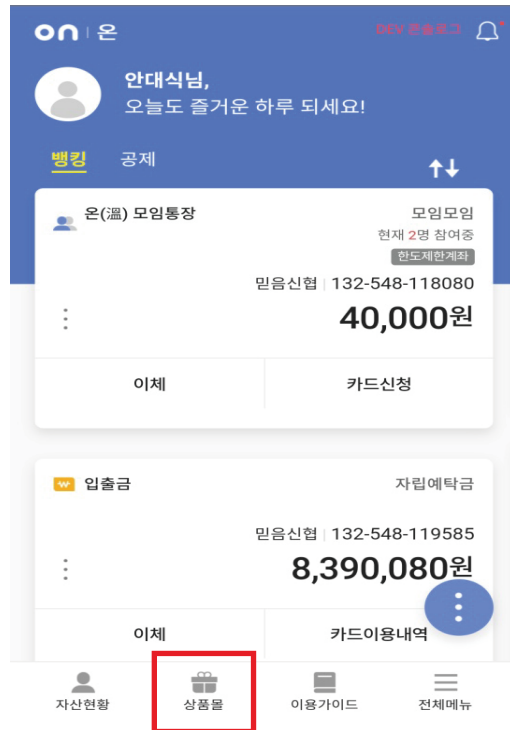 on | 온
DEV 콘솔로그
안대식님,
오늘도 즐거운 하루 되세요!
뱅킹 공제
온(溫) 모임통장
모임모임
현재 2명 참여중
한도제한계좌
믿음신협 | 132-548-118080
40,000원
이체 카드신청
입출금
자립예탁금
믿음신협 | 132-548-119585
8,390,080원
이체 카드이용내역
자산현황 상품몰 이용가이드 전체메뉴